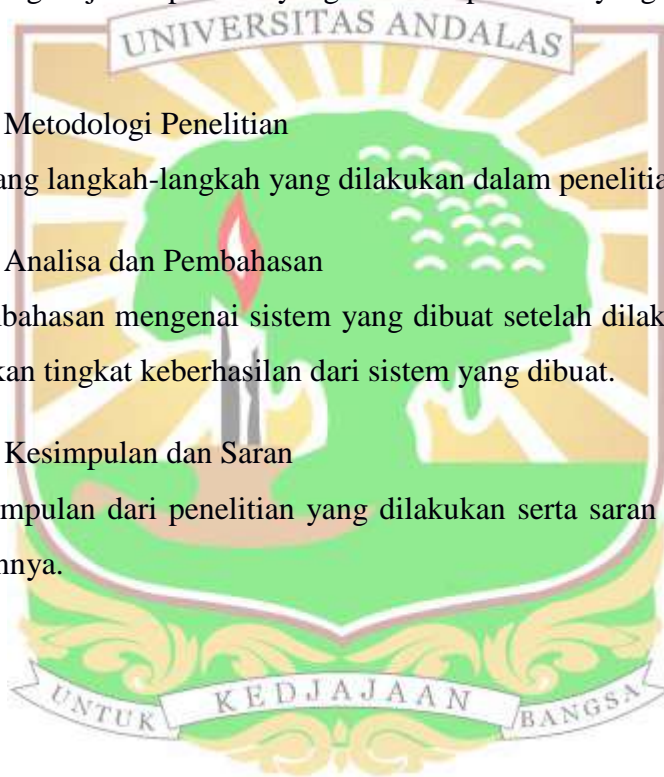 yang
UNIVERSITAS ANDALAS
Metodologi Penelitian
ang langkah-langkah yang dilakukan dalam penelitia
Analisa dan Pembahasan
bahasan mengenai sistem yang dibuat setelah dilak
kan tingkat keberhasilan dari sistem yang dibuat.
Kesimpulan dan Saran
mpulan dari penelitian yang dilakukan serta saran
nnya.
UNTUK KEDJAJAAN BANGSA